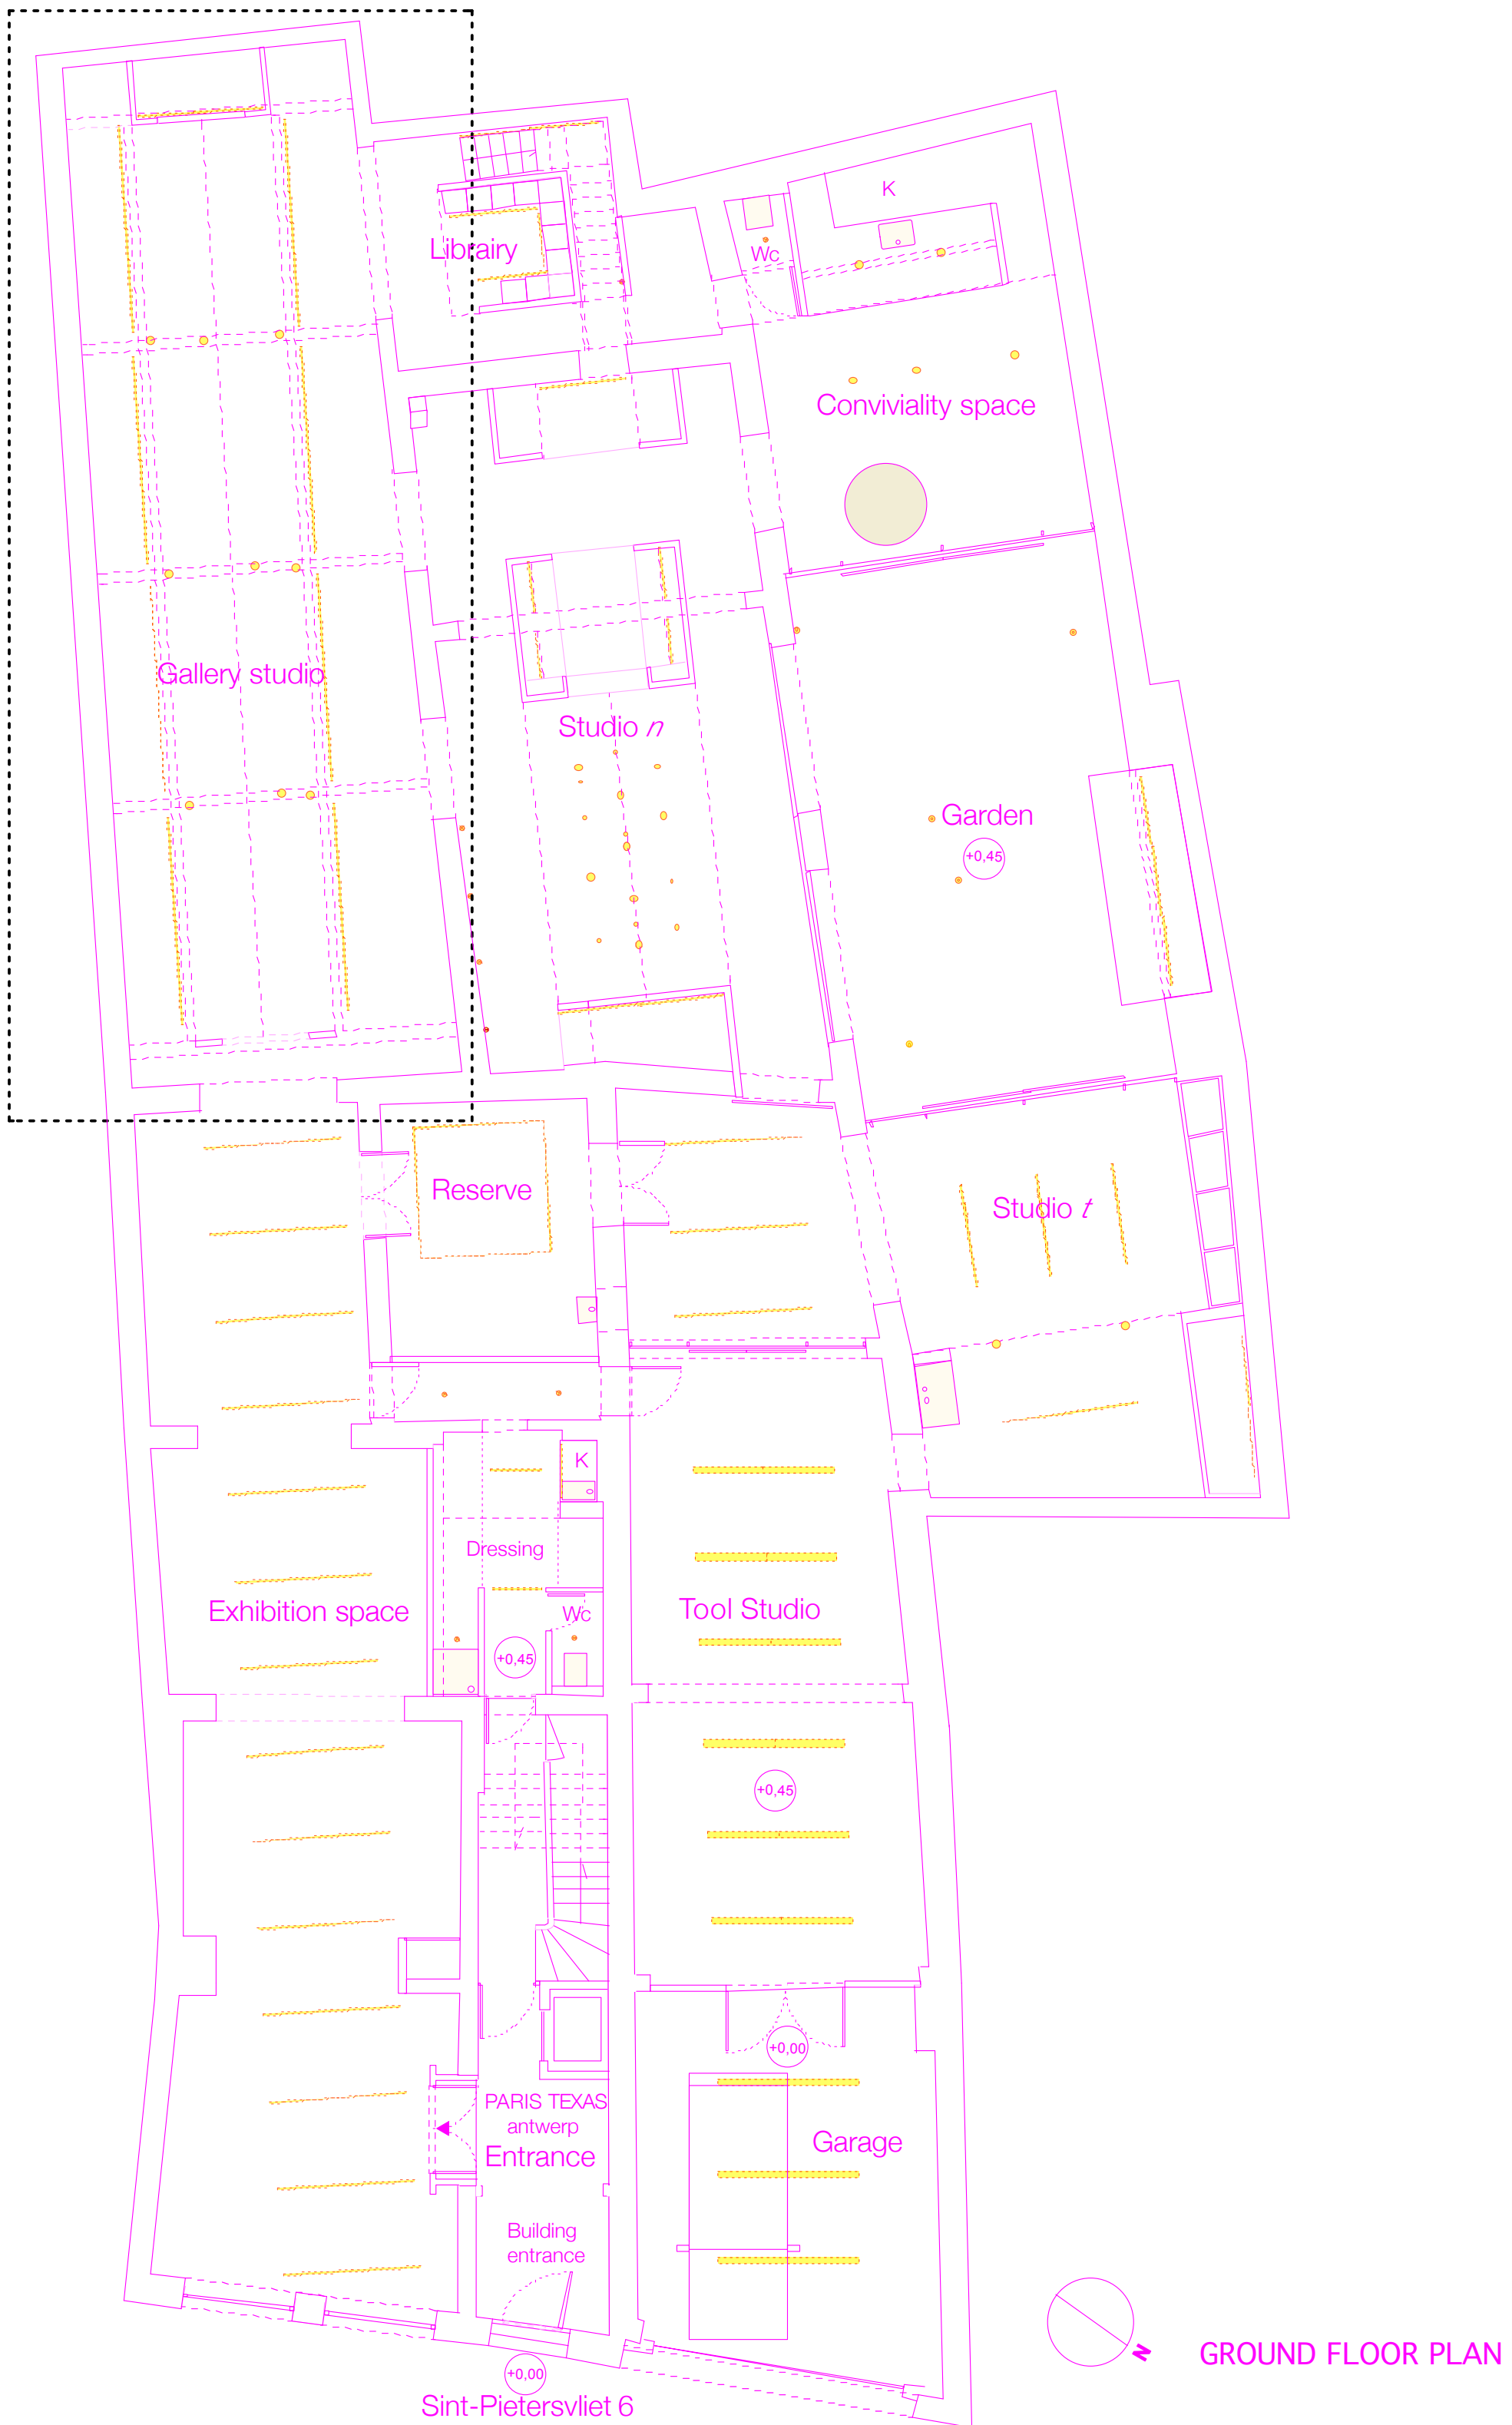 K
Librairy
Wc
Conviviality space
Gallery studio
Studio n
Garden
+0,45
Reserve
Studio t
K
Dressing
Exhibition space
Wc
Tool Studio
+0,45
+0,45
+0,00
PARIS TEXAS
antwerp
Entrance
Garage
Building
entrance
N
GROUND FLOOR PLAN
+0,00
Sint-Pietersvliet 6